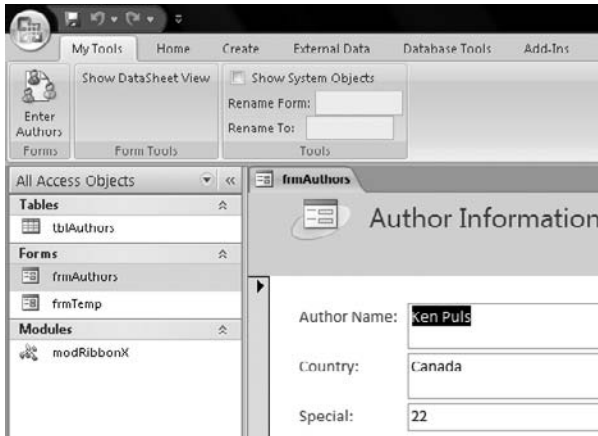 My Tools Home Create External Data Database Tools Add-Ins
Show DataSheet View
Show System Objects
Rename Form:
Rename To:
Enter
Authors
Forms Form Tools Tools
All Access Objects
frmAuthors
Author Information
Tables
tblAuthors
Forms
frmAuthors
frmTemp
Modules
modRibbonX
Author Name: Ken Puls
Country: Canada
Special: 22